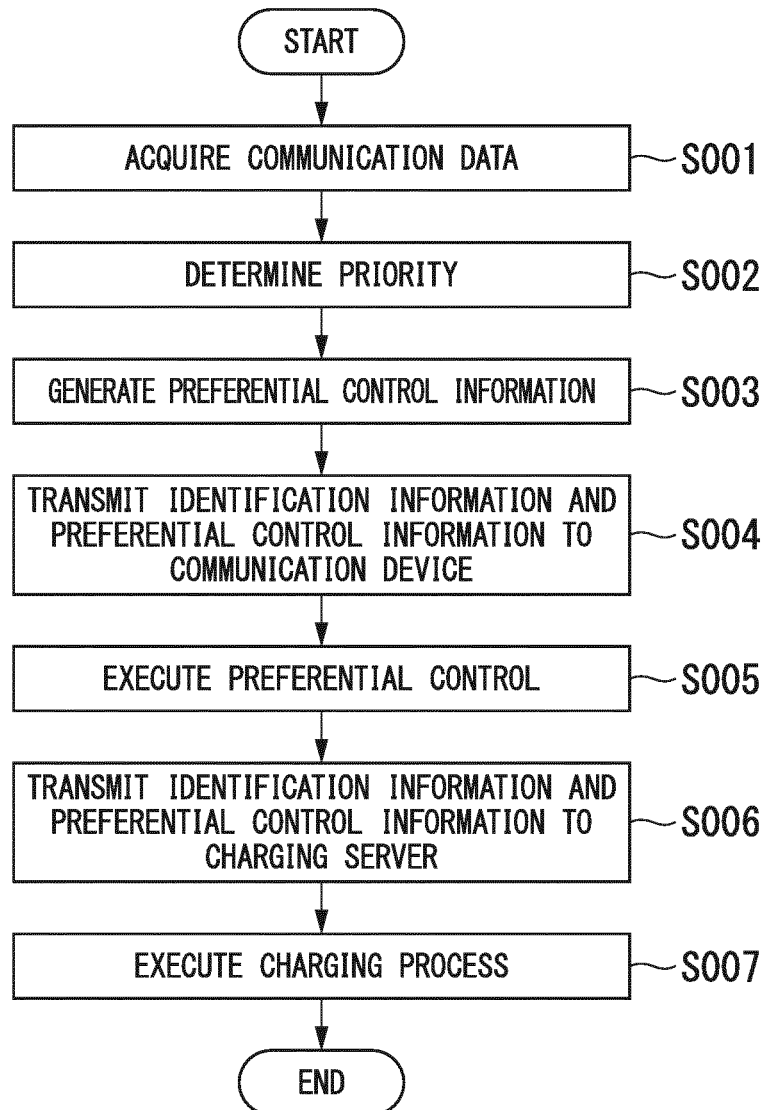 START
ACQUIRE COMMUNICATION DATA
S001
DETERMINE PRIORITY
S002
GENERATE PREFERENTIAL CONTROL INFORMATION
S003
TRANSMIT IDENTIFICATION INFORMATION AND
PREFERENTIAL CONTROL INFORMATION TO
COMMUNICATION DEVICE
S004
EXECUTE PREFERENTIAL CONTROL
S005
TRANSMIT IDENTIFICATION INFORMATION AND
PREFERENTIAL CONTROL INFORMATION TO
CHARGING SERVER
S006
EXECUTE CHARGING PROCESS
S007
END